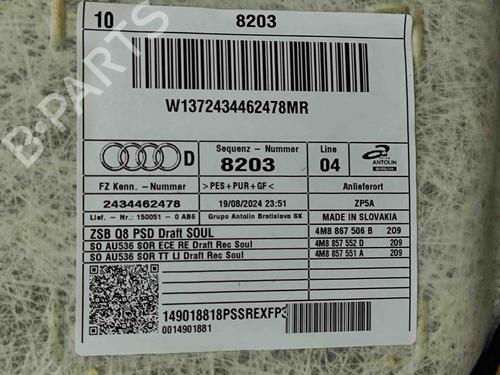 10 8203
W1372434462478MR
D Sequenz - Nummer 8203 Line 04 ANTOLIN
FZ Kenn. - Nummer >PES+PUR+GF< Anlieferort
2434462478 19/08/2024 23:51 ZP5A
Lief. - Nr.: 150051 - 0 AB6 Grupo Antolin Bratislava SK MADE IN SLOVAKIA
ZSB Q8 PSD Draft SOUL 4M8 867 506 B 2O9
SO AU536 SOR ECE RE Draft Rec Soul 4M8 857 552 D 2O9
SO AU536 SOR TT LI Draft Rec Soul 4M8 857 551 A 2O9
149018818PSSREXFP3
0014901881
B-PARTS